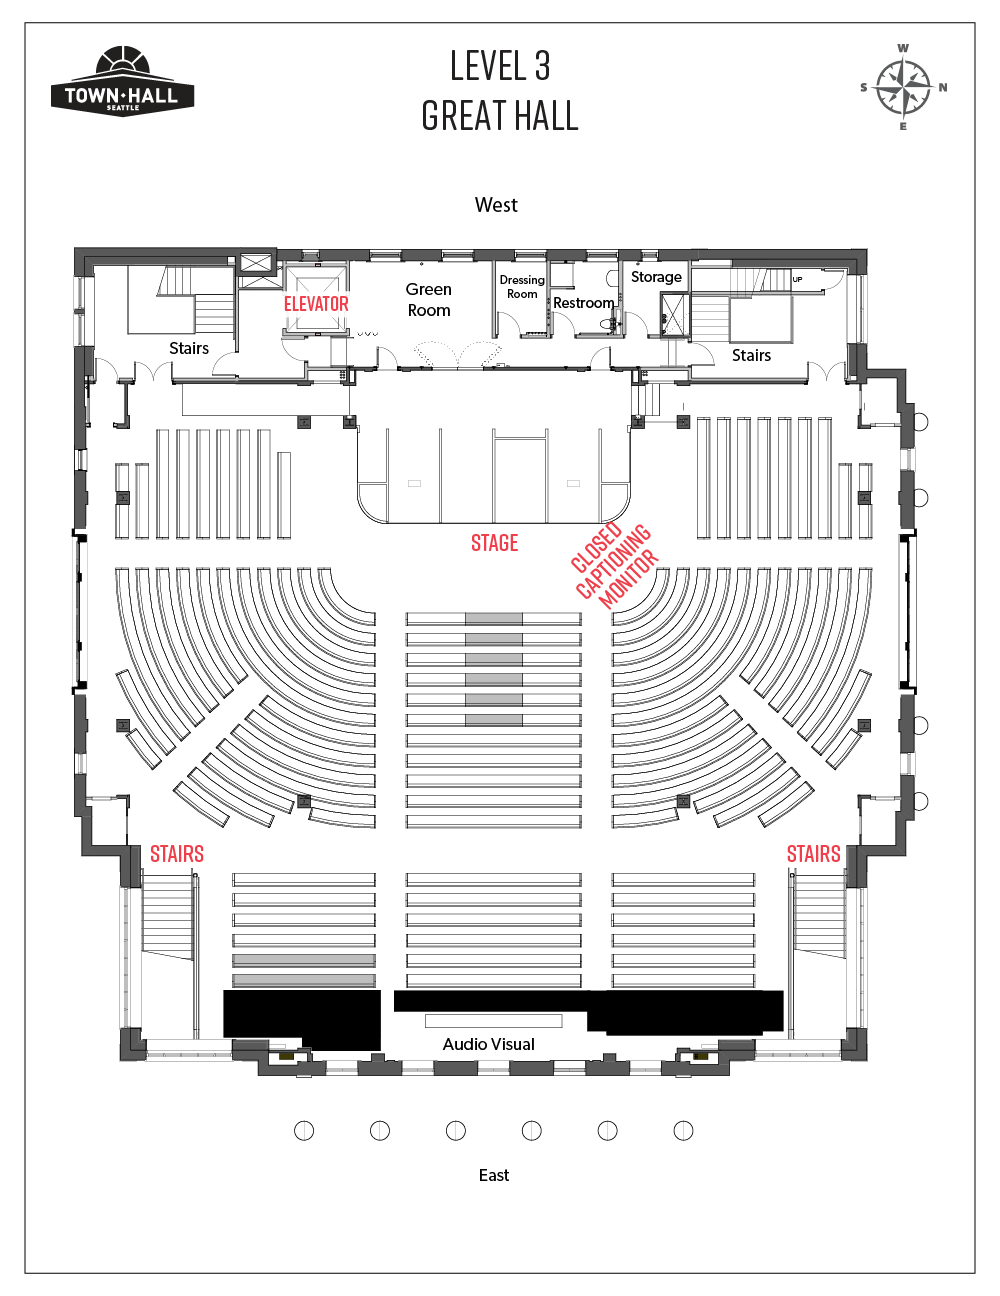 TOWN HALL
SEATTLE
LEVEL 3
GREAT HALL
W
S
N
E
West
ELEVATOR
Green
Room
Dressing
Room
Restroom
Storage
UP
Stairs
Stairs
STAGE
CLOSED
CAPTIONING
MONITOR
STAIRS
STAIRS
Audio Visual
East